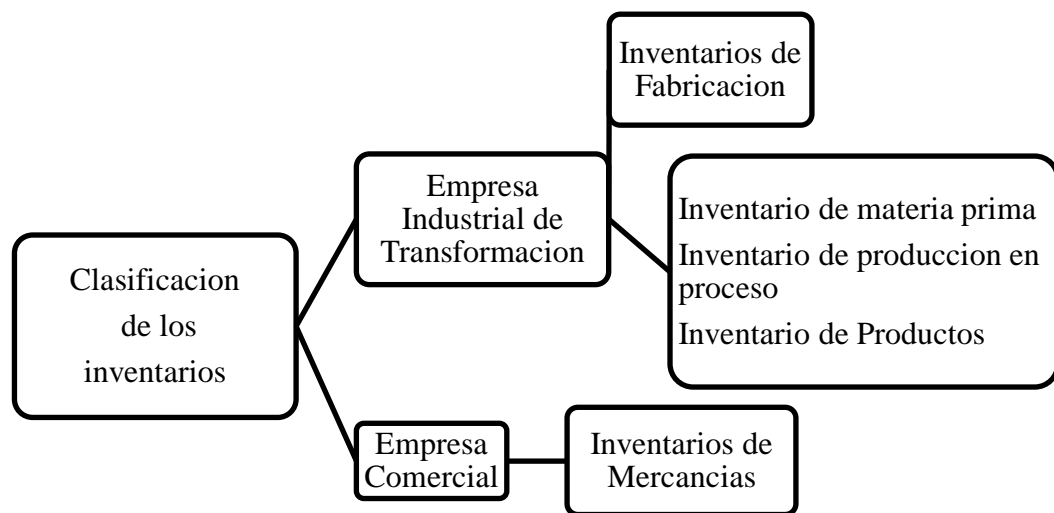 Clasificacion
de los
inventarios
Empresa
Industrial de
Transformacion
Inventarios de
Fabricacion
Inventario de materia prima
Inventario de produccion en
proceso
Inventario de Productos
Empresa
Comercial
Inventarios de
Mercancias